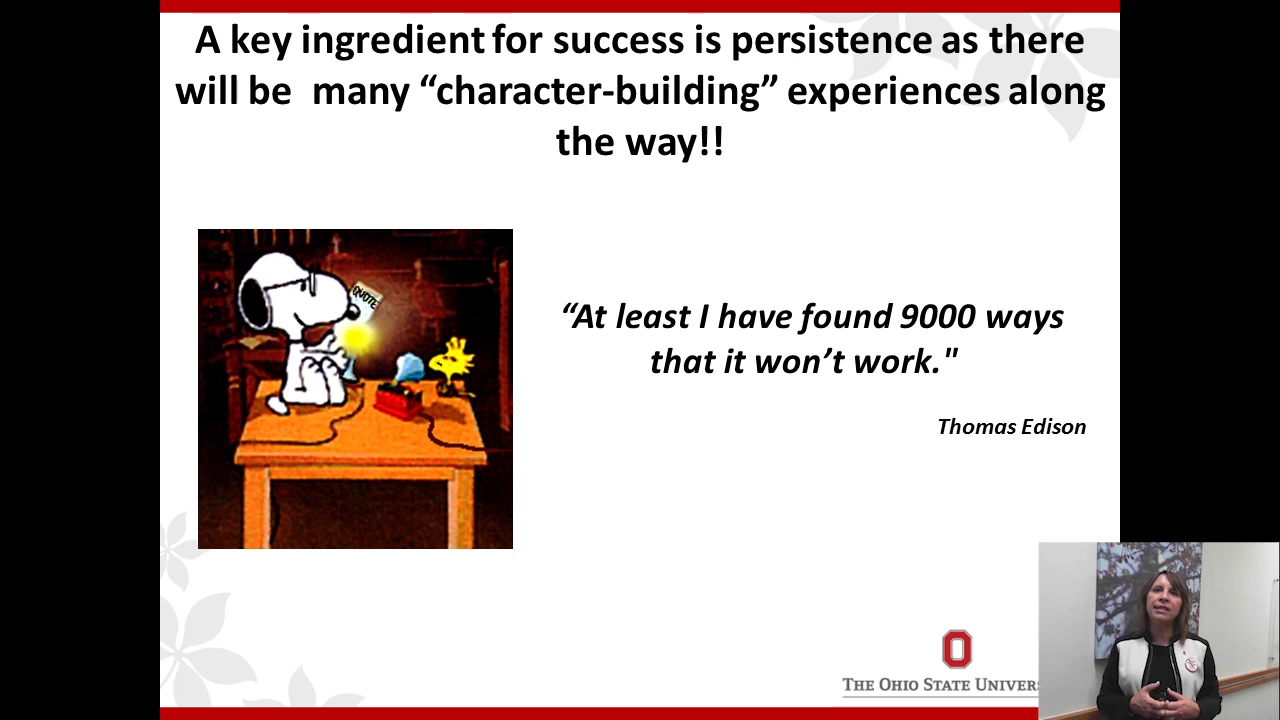 A key ingredient for success is persistence as there
will be  many “character-building” experiences along
the way!!
QUOTE
“At least I have found 9000 ways
that it won’t work."
Thomas Edison
O
THE OHIO STATE UNIVERS